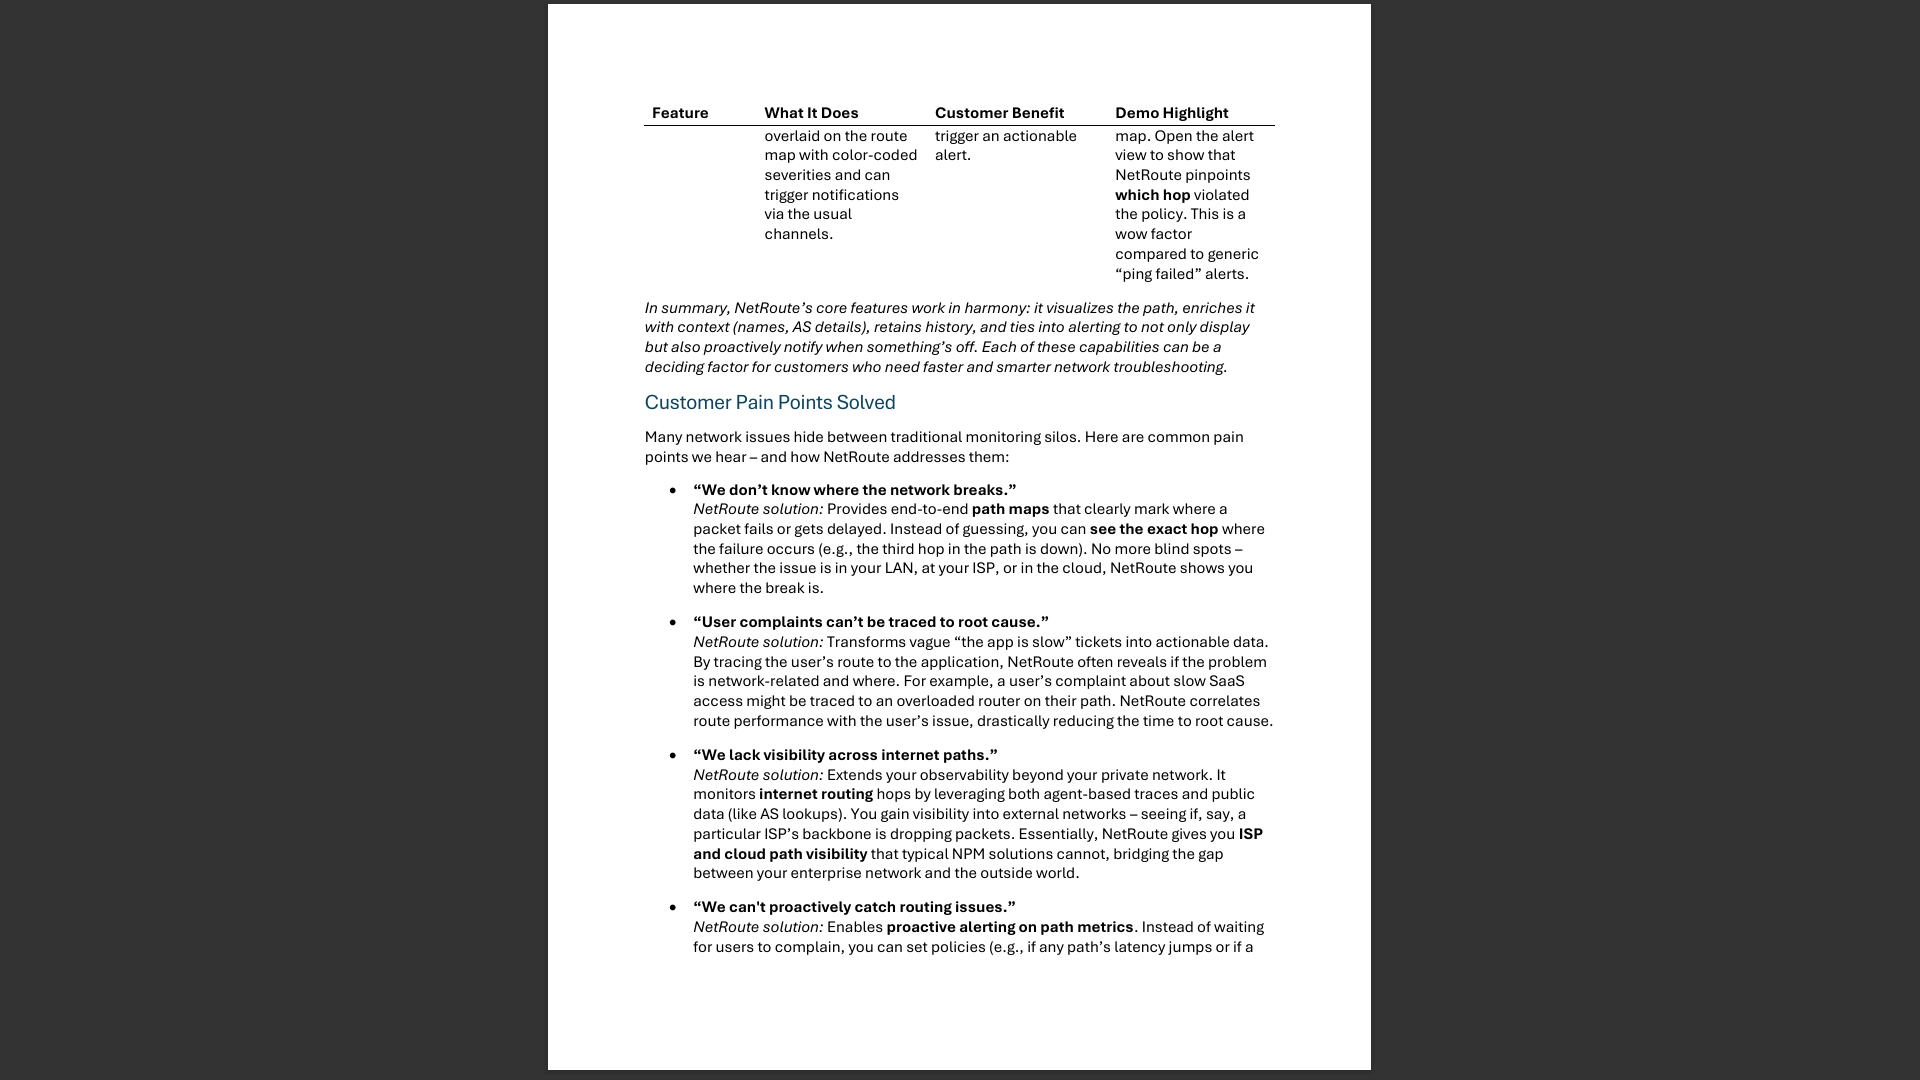 Feature What It Does Customer Benefit Demo Highlight
overlaid on the route trigger an actionable map. Open the alert
map with color-coded alert. view to show that
severities and can NetRoute pinpoints
trigger notifications which hop violated
via the usual the policy. This is a
channels. wow factor
compared to generic
“ping failed” alerts.
In summary, NetRoute’s core features work in harmony: it visualizes the path, enriches it
with context (names, AS details), retains history, and ties into alerting to not only display
but also proactively notify when something’s off. Each of these capabilities can be a
deciding factor for customers who need faster and smarter network troubleshooting.
Customer Pain Points Solved
Many network issues hide between traditional monitoring silos. Here are common pain
points we hear – and how NetRoute addresses them:
• “We don’t know where the network breaks.”
NetRoute solution: Provides end-to-end path maps that clearly mark where a
packet fails or gets delayed. Instead of guessing, you can see the exact hop where
the failure occurs (e.g., the third hop in the path is down). No more blind spots –
whether the issue is in your LAN, at your ISP, or in the cloud, NetRoute shows you
where the break is.
• “User complaints can’t be traced to root cause.”
NetRoute solution: Transforms vague “the app is slow” tickets into actionable data.
By tracing the user’s route to the application, NetRoute often reveals if the problem
is network-related and where. For example, a user’s complaint about slow SaaS
access might be traced to an overloaded router on their path. NetRoute correlates
route performance with the user’s issue, drastically reducing the time to root cause.
• “We lack visibility across internet paths.”
NetRoute solution: Extends your observability beyond your private network. It
monitors internet routing hops by leveraging both agent-based traces and public
data (like AS lookups). You gain visibility into external networks – seeing if, say, a
particular ISP’s backbone is dropping packets. Essentially, NetRoute gives you ISP
and cloud path visibility that typical NPM solutions cannot, bridging the gap
between your enterprise network and the outside world.
• “We can't proactively catch routing issues.”
NetRoute solution: Enables proactive alerting on path metrics. Instead of waiting
for users to complain, you can set policies (e.g., if any path’s latency jumps or if a